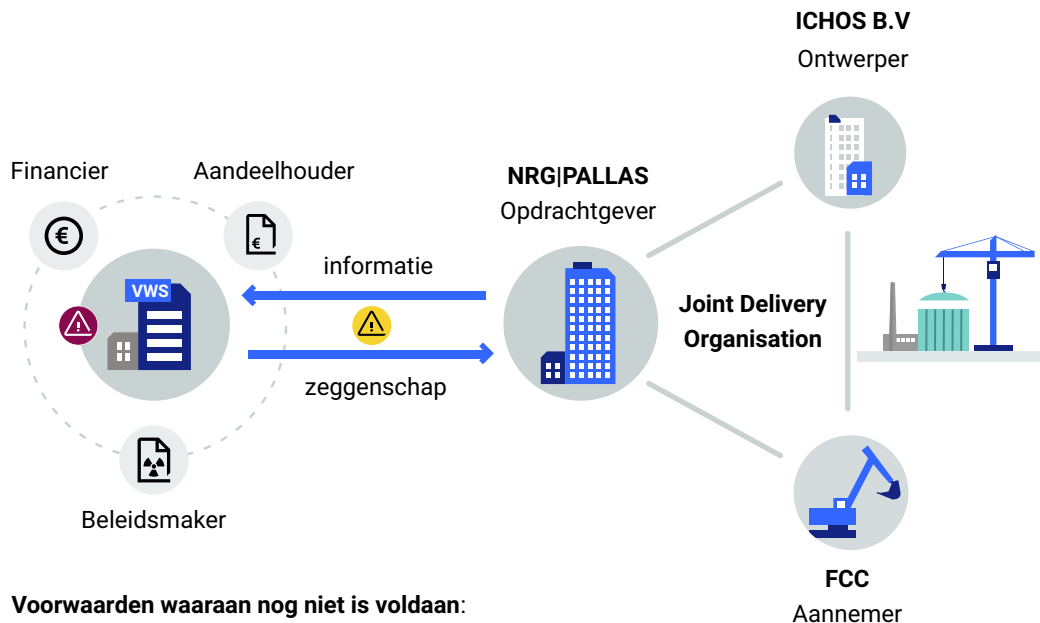 ICHOS B.V
Ontwerper
Financier
Aandeelhouder
€
€
VWS
informatie
zeggenschap
Beleidsmaker
NRG|PALLAS
Opdrachtgever
Joint Delivery
Organisation
FCC
Aannemer
Voorwaarden waaraan nog niet is voldaan: